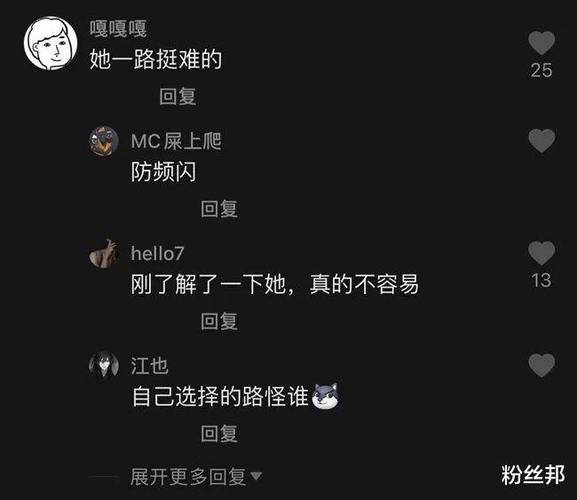 嘎嘎嘎
她一路挺难的
25
回复
MC屎上爬
防频闪
回复
hello7
刚了解了一下她，真的不容易
13
回复
江也
自己选择的路怪谁
回复
展开更多回复
粉丝邦